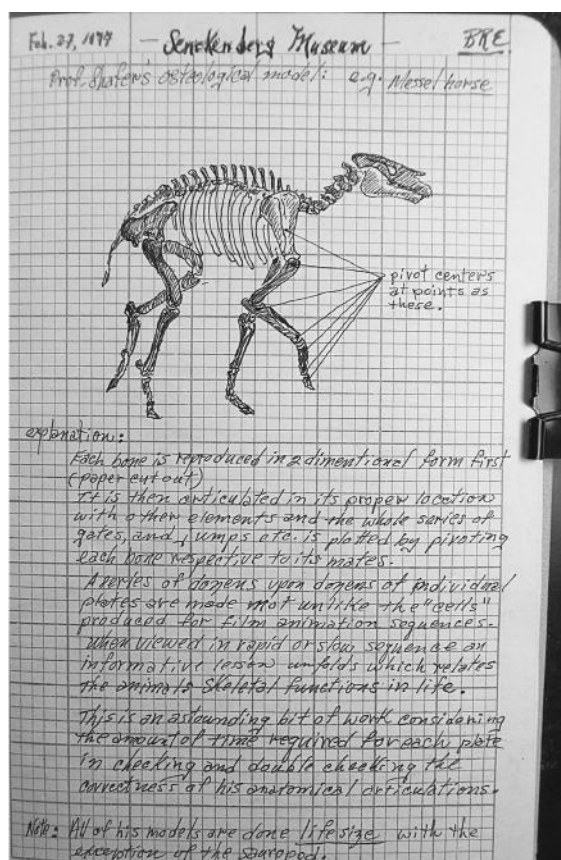 Feb. 27, 1977 — Senckenberg Museum — BRE.
Prof. Shafer's osteological model: e.g. Messel horse
pivot centers
at points as
these.
explanation:
Each bone is reproduced in 2 dimentional form first
(paper cut out)
It is then articulated in its proper location
with other elements and the whole series of
gates, and jumps etc. is plotted by pivoting
each bone respective to its mates.
A series of dozens upon dozens of individual
plates are made not unlike the "cells"
produced for film animation sequences.
When viewed in rapid or slow sequence an
informative lesson unfolds which relates
the animals skeletal functions in life.
This is an astounding bit of work considering
the amount of time required for each plate
in checking and double checking the
correctness of his anatomical articulations.
Note: All of his models are done life size with the
exception of the sauropod.